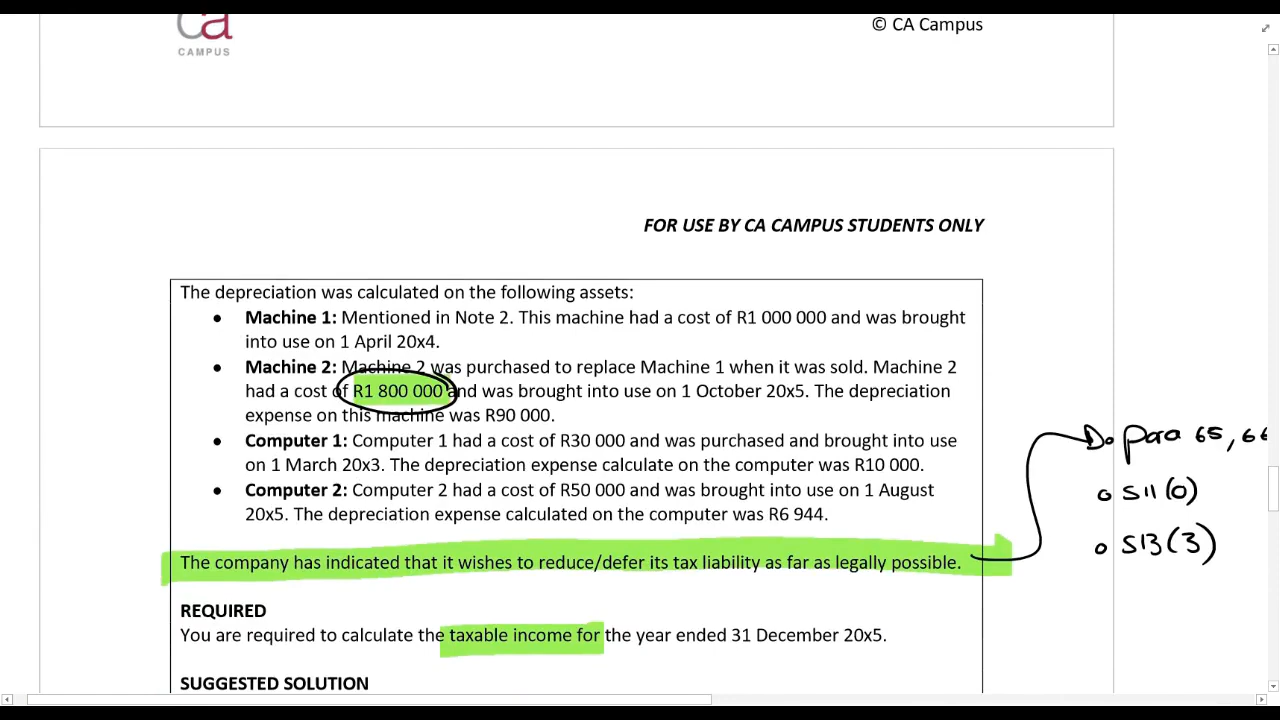 ca
CAMPUS
© CA Campus
FOR USE BY CA CAMPUS STUDENTS ONLY
The depreciation was calculated on the following assets:
• Machine 1: Mentioned in Note 2. This machine had a cost of R1 000 000 and was brought
into use on 1 April 20x4.
• Machine 2: Machine 2 was purchased to replace Machine 1 when it was sold. Machine 2
had a cost of R1 800 000 and was brought into use on 1 October 20x5. The depreciation
expense on this machine was R90 000.
• Computer 1: Computer 1 had a cost of R30 000 and was purchased and brought into use
on 1 March 20x3. The depreciation expense calculate on the computer was R10 000.
• Computer 2: Computer 2 had a cost of R50 000 and was brought into use on 1 August
20x5. The depreciation expense calculated on the computer was R6 944.
The company has indicated that it wishes to reduce/defer its tax liability as far as legally possible.
para 65, 66
S11(o)
S13(3)
REQUIRED
You are required to calculate the taxable income for the year ended 31 December 20x5.
SUGGESTED SOLUTION